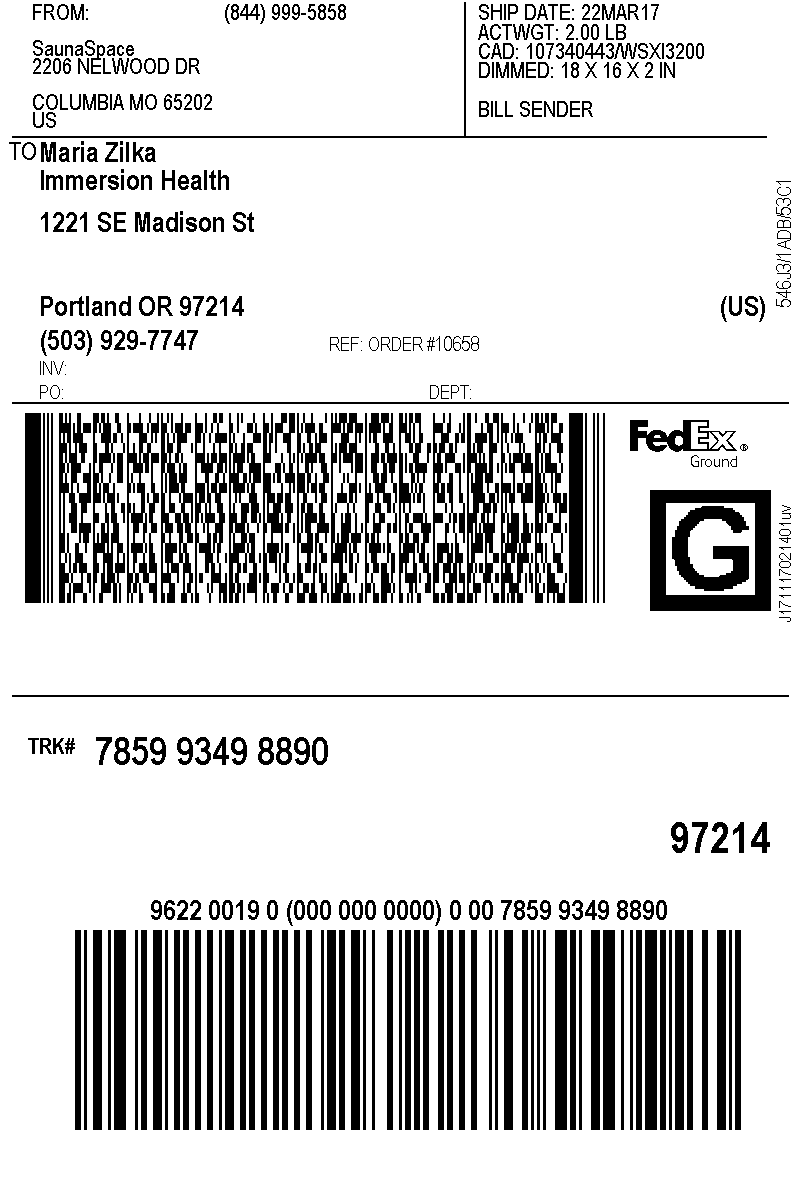 FROM: (844) 999-5858
SaunaSpace
2206 NELWOOD DR
COLUMBIA MO 65202
US
SHIP DATE: 22MAR17
ACTWGT: 2.00 LB
CAD: 107340443/WSXI3200
DIMMED: 18 X 16 X 2 IN
BILL SENDER
TO Maria Zilka
Immersion Health
1221 SE Madison St
Portland OR 97214 (US)
(503) 929-7747 REF: ORDER #10658
INV:
PO: DEPT:
546J3/1ADB/53C1
FedEx®
Ground
G
J171117021401uv
TRK# 7859 9349 8890
97214
9622 0019 0 (000 000 0000) 0 00 7859 9349 8890